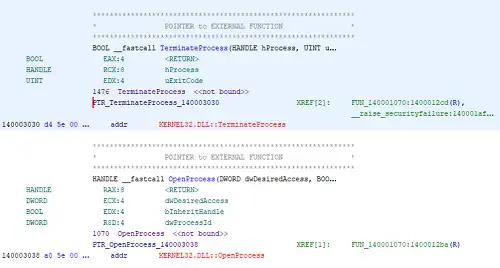 ************************************************************
* POINTER to EXTERNAL FUNCTION *
************************************************************
BOOL __fastcall TerminateProcess(HANDLE hProcess, UINT u...
BOOL EAX:4 <RETURN>
HANDLE RCX:8 hProcess
UINT EDX:4 uExitCode
1476 TerminateProcess <<not bound>>
PTR_TerminateProcess_140003030 XREF[2]: FUN_140001070:1400012cd(R),
__raise_securityfailure:140001af...
140003030 d4 5e 00 ... addr KERNEL32.DLL::TerminateProcess
************************************************************
* POINTER to EXTERNAL FUNCTION *
************************************************************
HANDLE __fastcall OpenProcess(DWORD dwDesiredAccess, BOO...
HANDLE RAX:8 <RETURN>
DWORD ECX:4 dwDesiredAccess
BOOL EDX:4 bInheritHandle
DWORD R8D:4 dwProcessId
1070 OpenProcess <<not bound>>
PTR_OpenProcess_140003038 XREF[1]: FUN_140001070:1400012ba(R)
140003038 a0 5e 00 ... addr KERNEL32.DLL::OpenProcess